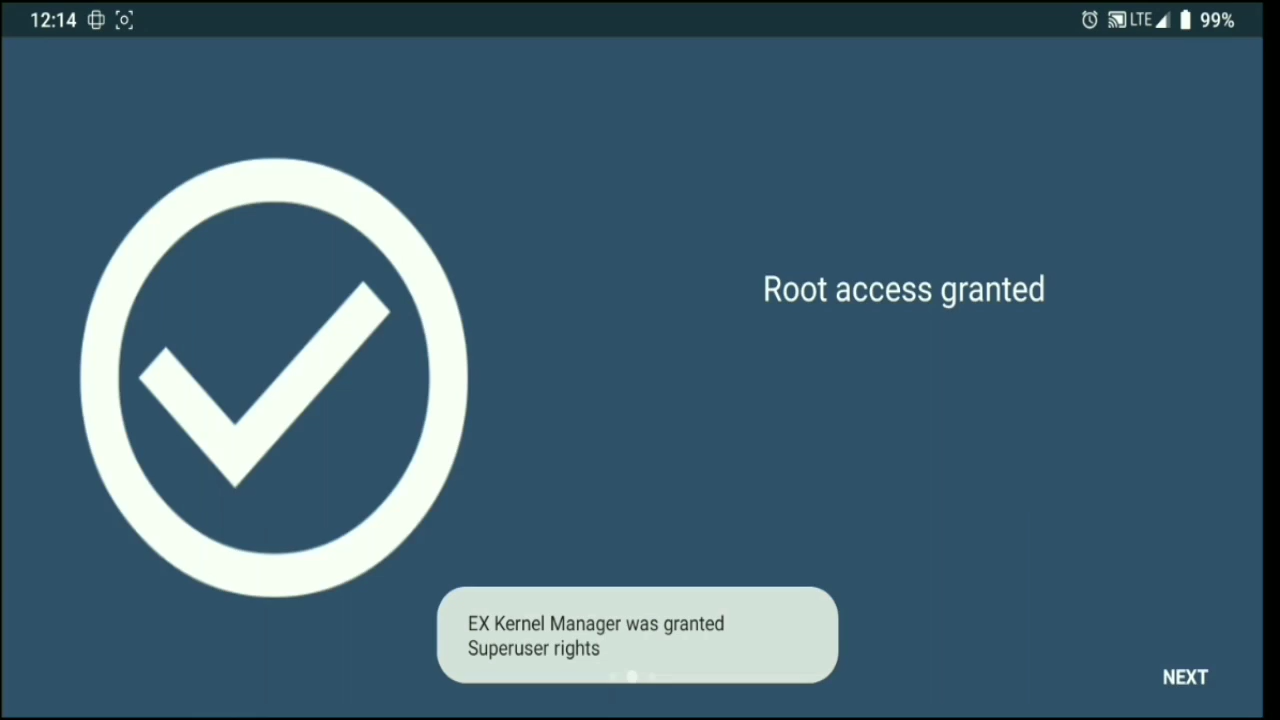 12:14
LTE
99%
Root access granted
EX Kernel Manager was granted
Superuser rights
NEXT